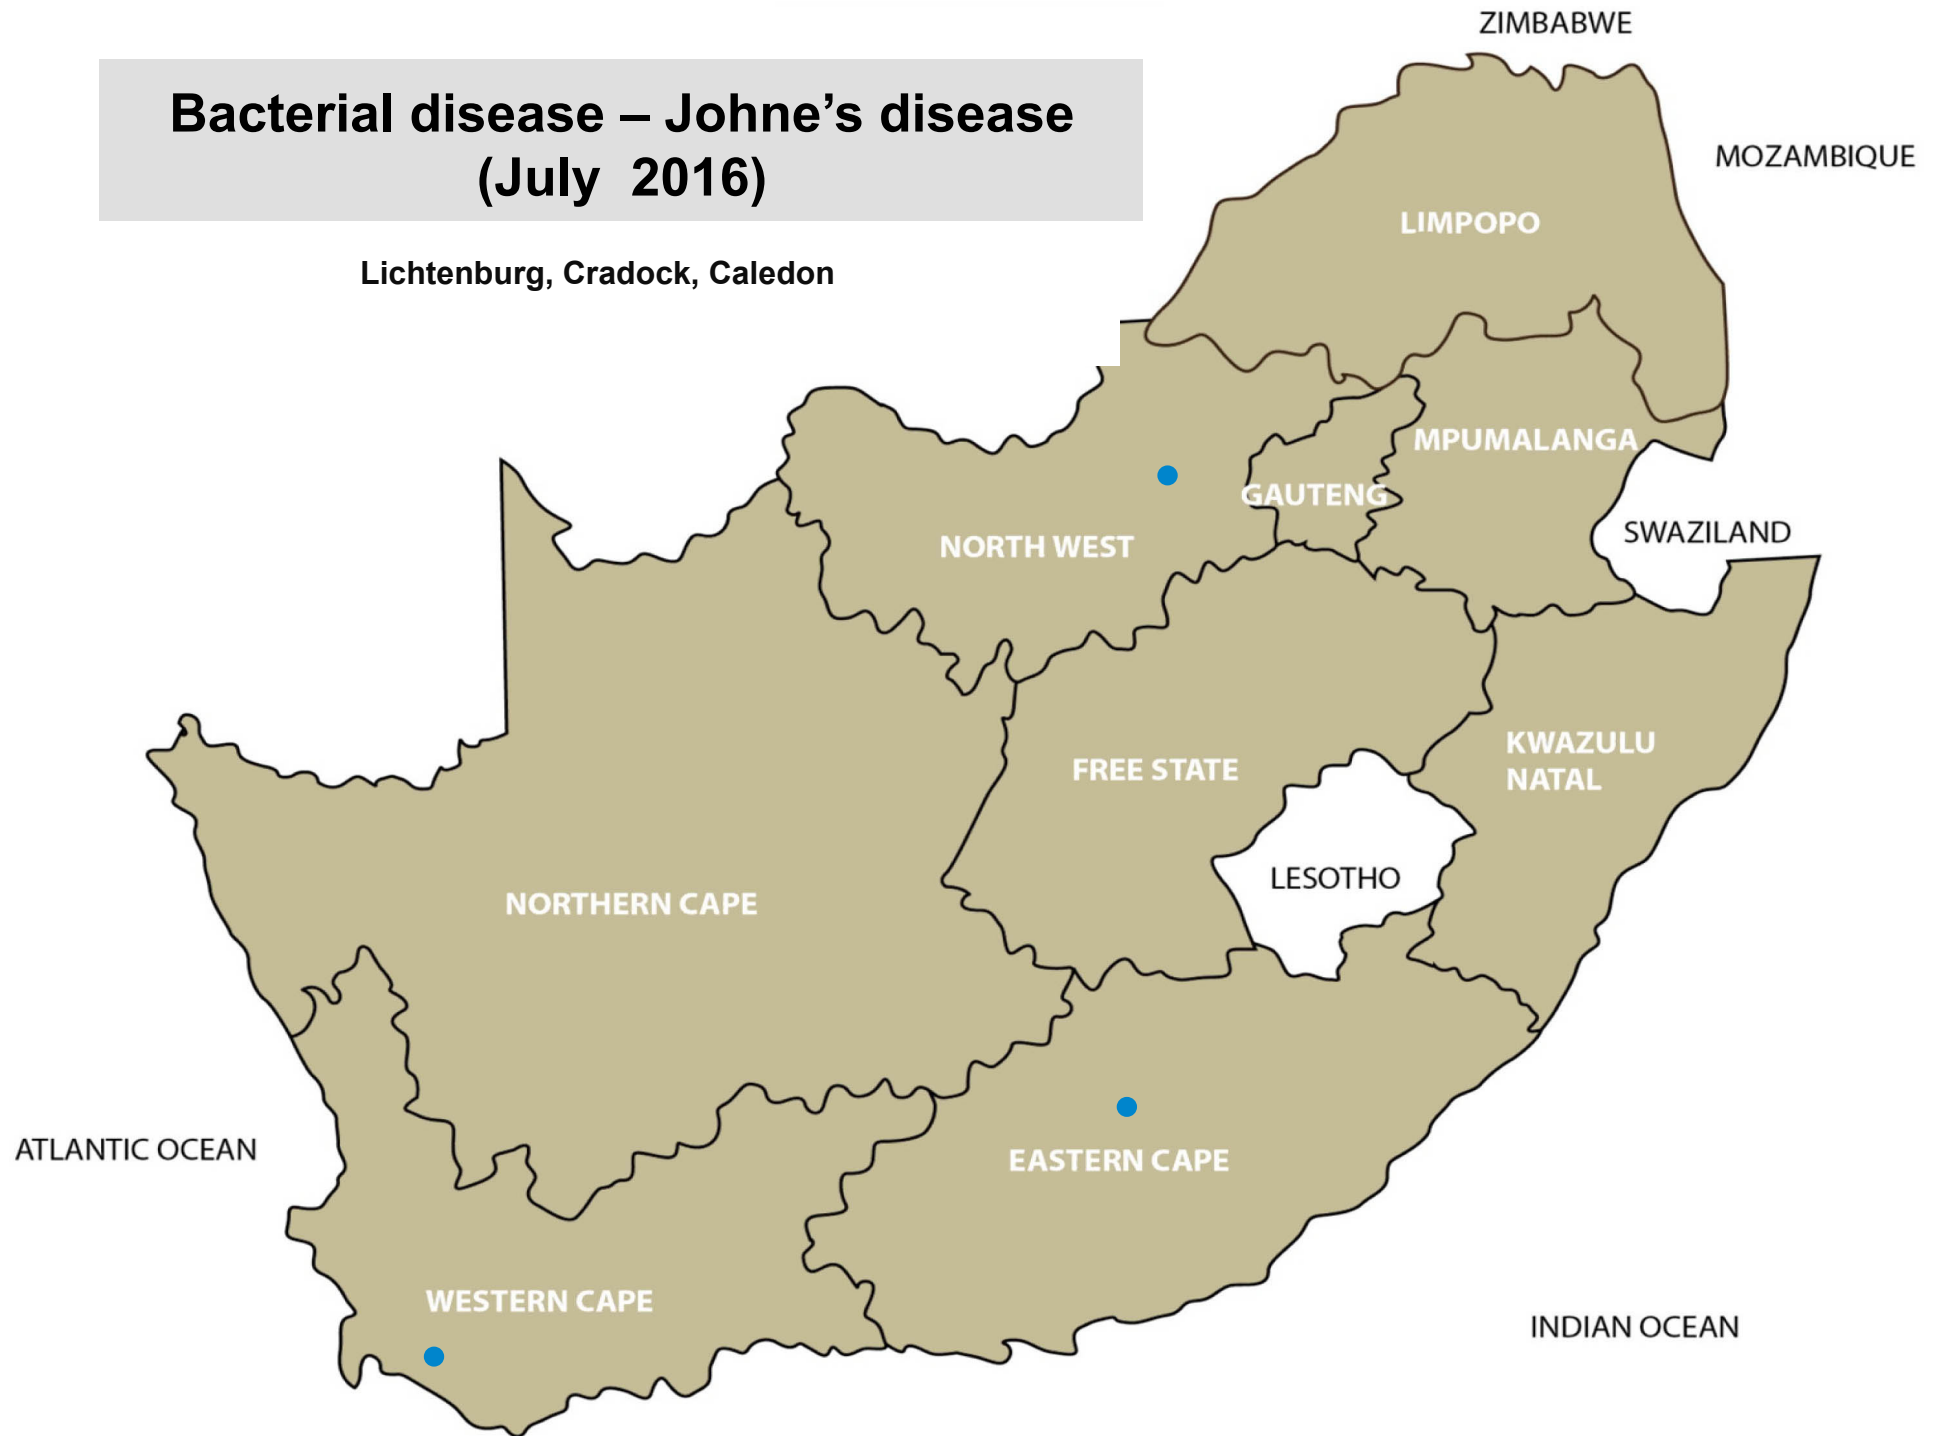 ZIMBABWE
Bacterial disease – Johne’s disease
(July 2016)
MOZAMBIQUE
LIMPOPO
Lichtenburg, Cradock, Caledon
MPUMALANGA
GAUTENG
SWAZILAND
NORTH WEST
KWAZULU
NATAL
FREE STATE
LESOTHO
NORTHERN CAPE
ATLANTIC OCEAN
EASTERN CAPE
WESTERN CAPE
INDIAN OCEAN